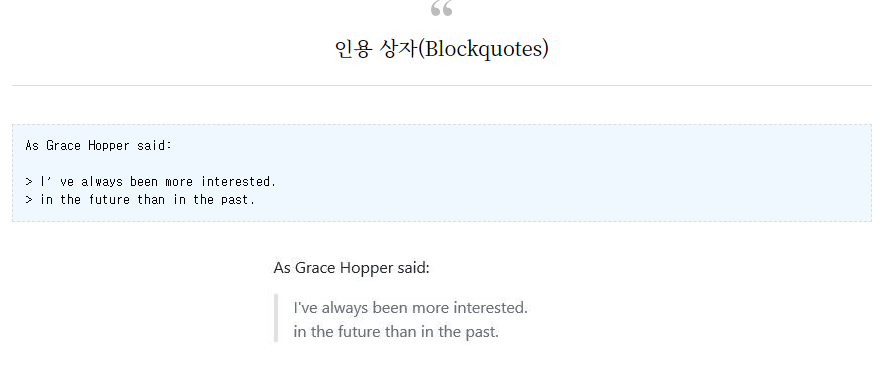 “
인용 상자(Blockquotes)
As Grace Hopper said:
> I’ ve always been more interested.
> in the future than in the past.
As Grace Hopper said:
I've always been more interested.
in the future than in the past.